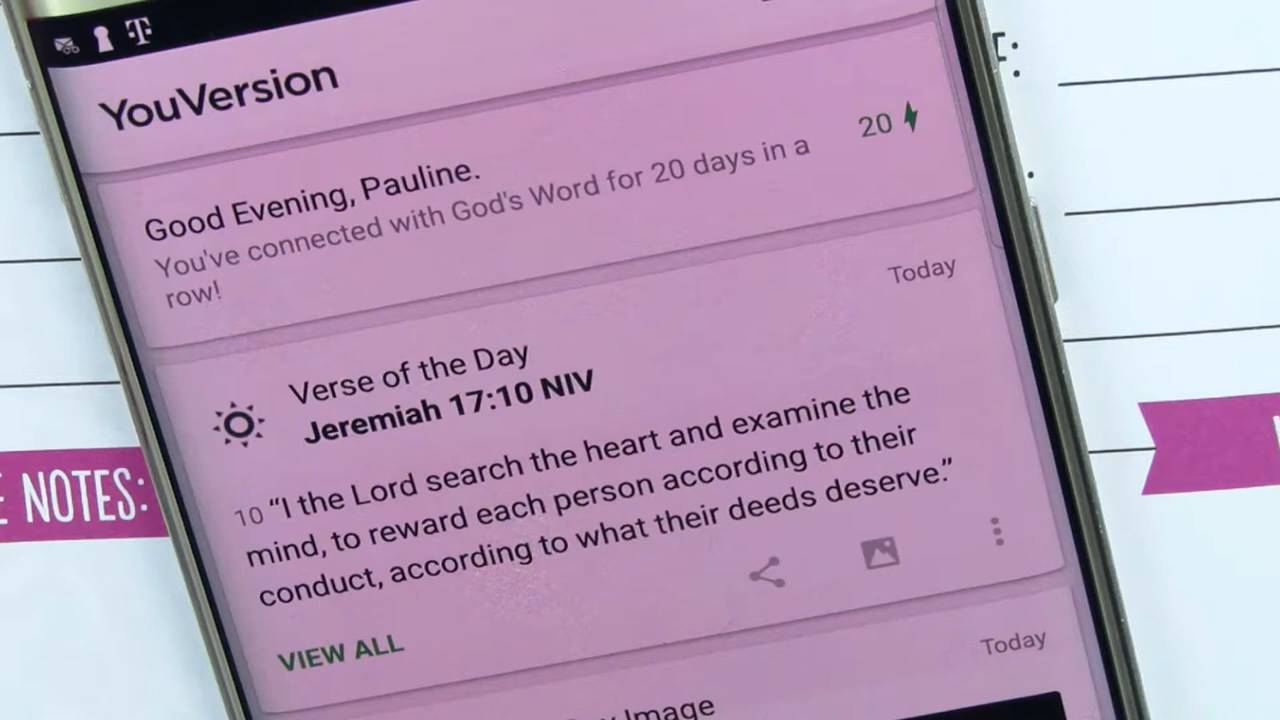 YouVersion
Good Evening, Pauline.
20
You've connected with God's Word for 20 days in a
row!
Today
Verse of the Day
Jeremiah 17:10 NIV
10 “I the Lord search the heart and examine the
mind, to reward each person according to their
conduct, according to what their deeds deserve.”
VIEW ALL
Today
Image
NOTES: